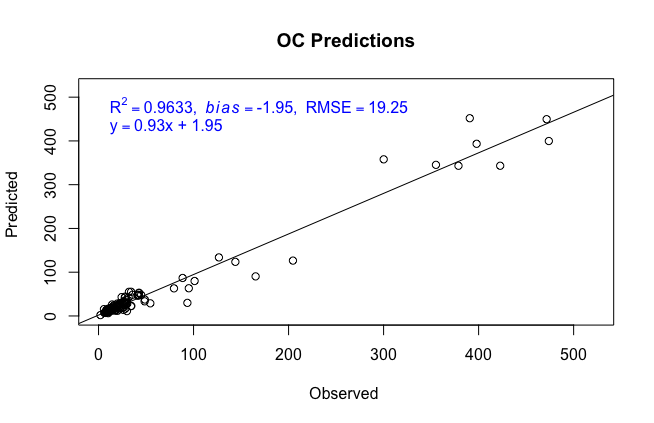 OC Predictions
R² = 0.9633, bias = -1.95, RMSE = 19.25
y = 0.93x + 1.95
Predicted
500
400
300
200
100
0
0 100 200 300 400 500
Observed